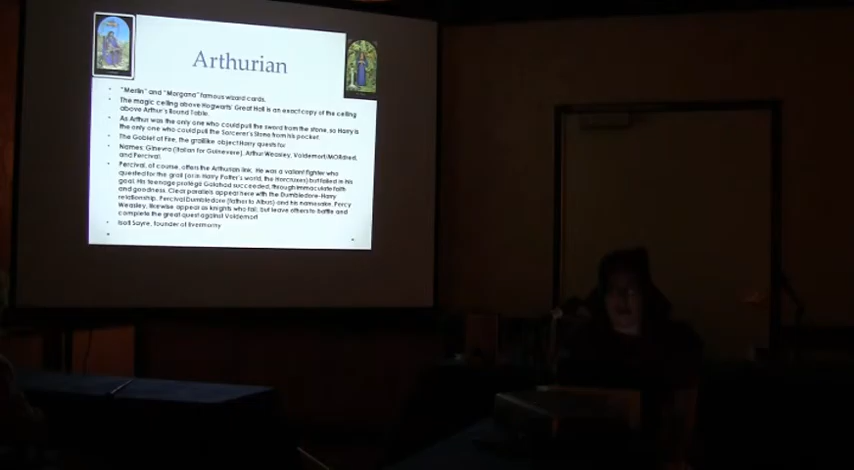 Arthurian
• "Merlin" and "Morgana" famous wizard cards.
• The magic ceiling above Hogwarts' Great Hall is an exact copy of the ceiling
above Arthur's Round Table.
• As Arthur was the only one who could pull the sword from the stone, so Harry is
the only one who could pull the Sorcerer's Stone from his pocket.
• The Goblet of Fire, the grail-like object Harry quests for
• Names: Ginevra (Italian for Guinevere), Arthur Weasley, Voldemort/MORdred,
and Percival.
• Percival, of course, offers the Arthurian link. He was a valiant fighter who
quested for the grail (or in Harry Potter's world, the Horcruxes) but failed in his
goal. His teenage protégé Galahad succeeded, through immaculate faith
and goodness. Clear parallels appear here with the Dumbledore-Harry
relationship. Percival Dumbledore (father to Albus) and his namesake, Percy
Weasley, likewise appear as knights who fail, but leave others to battle and
complete the great quest against Voldemort
• Isolt Sayre, founder of Ilvermorny